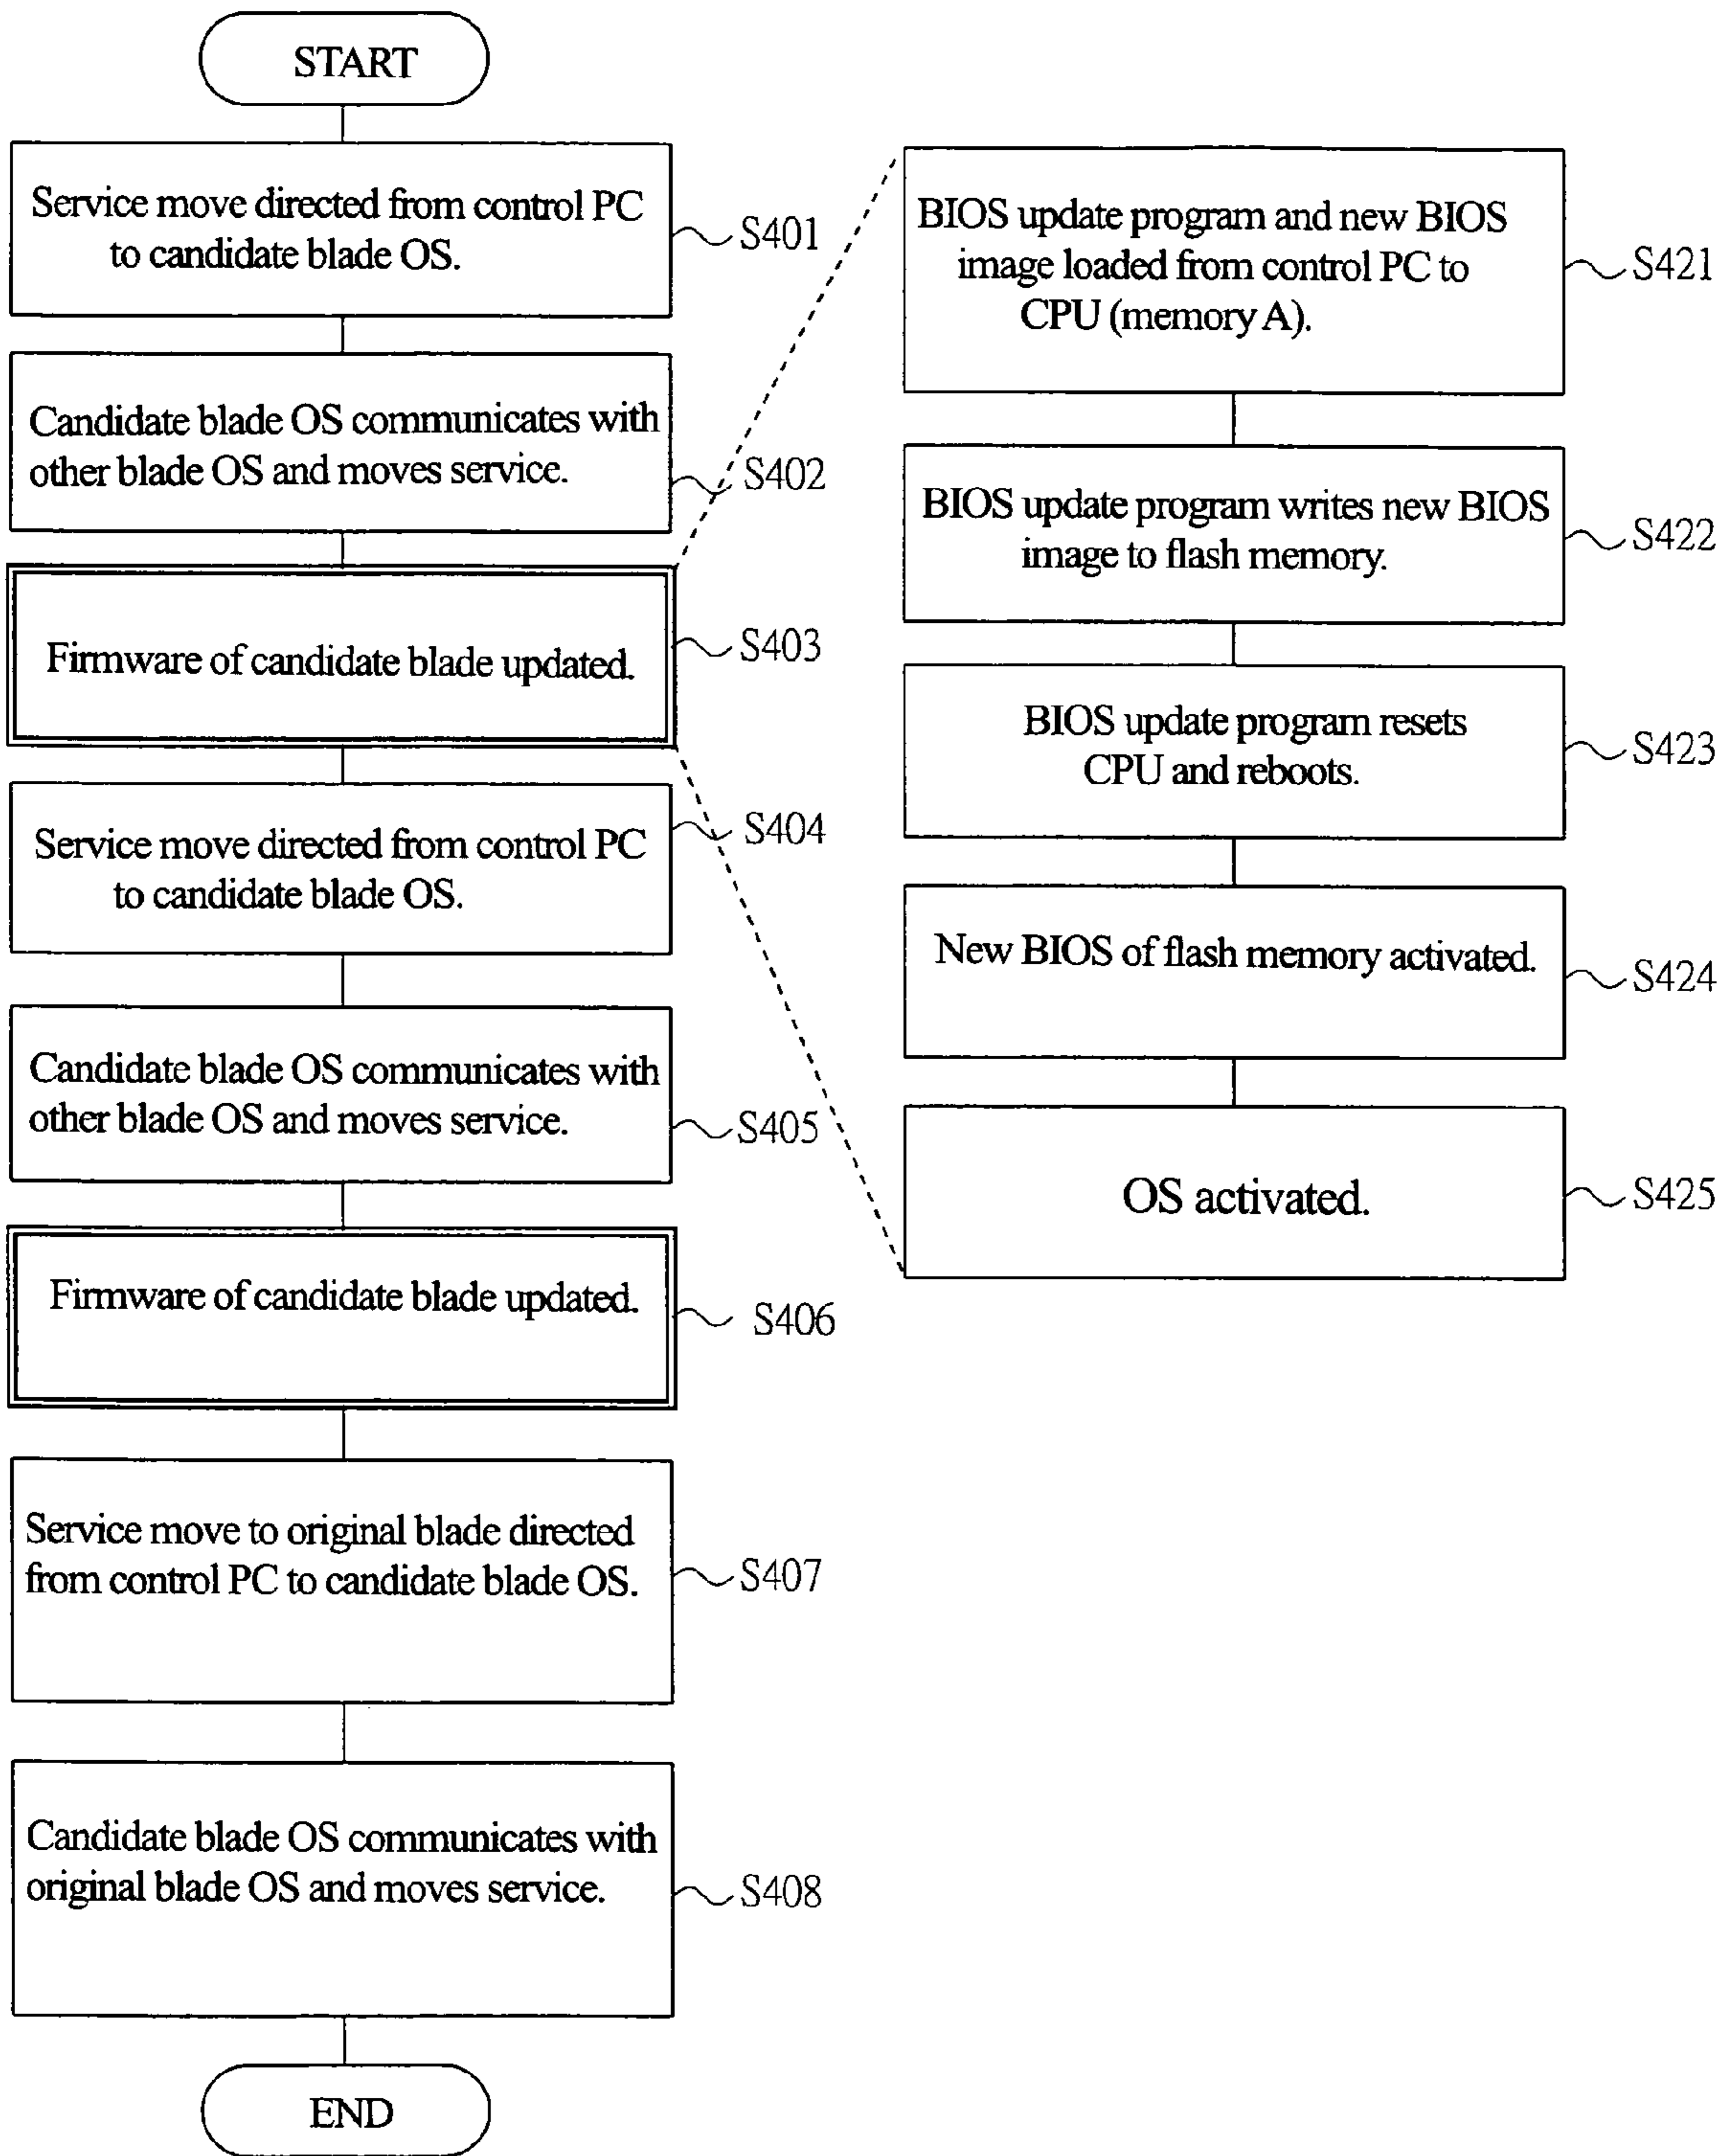 START
Service move directed from control PC
to candidate blade OS.
S401
Candidate blade OS communicates with
other blade OS and moves service.
S402
Firmware of candidate blade updated.
S403
Service move directed from control PC
to candidate blade OS.
S404
Candidate blade OS communicates with
other blade OS and moves service.
S405
Firmware of candidate blade updated.
S406
Service move to original blade directed
from control PC to candidate blade OS.
S407
Candidate blade OS communicates with
original blade OS and moves service.
S408
END
BIOS update program and new BIOS
image loaded from control PC to
CPU (memory A).
S421
BIOS update program writes new BIOS
image to flash memory.
S422
BIOS update program resets
CPU and reboots.
S423
New BIOS of flash memory activated.
S424
OS activated.
S425